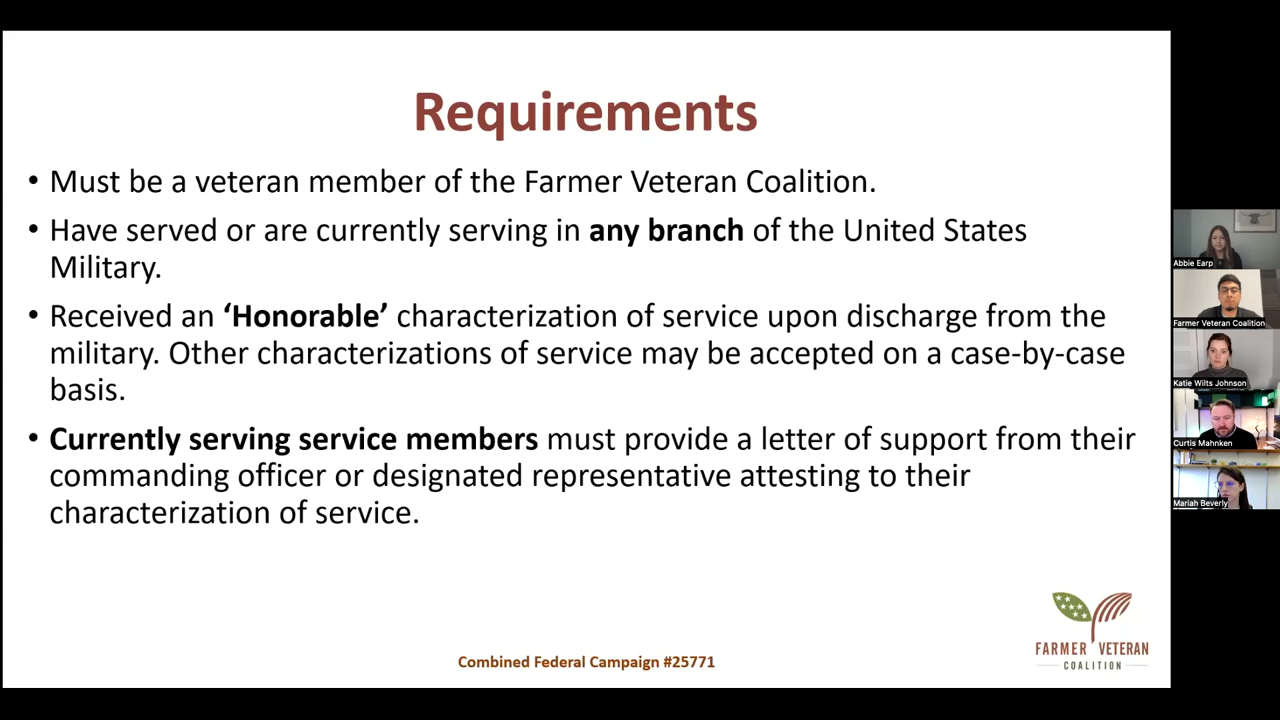 Requirements
• Must be a veteran member of the Farmer Veteran Coalition.
• Have served or are currently serving in any branch of the United States
Military.
• Received an ‘Honorable’ characterization of service upon discharge from the
military. Other characterizations of service may be accepted on a case-by-case
basis.
• Currently serving service members must provide a letter of support from their
commanding officer or designated representative attesting to their
characterization of service.
Combined Federal Campaign #25771
FARMER VETERAN
COALITION
Abbie Earp
Farmer Veteran Coalition
Katie Wilts Johnson
Curtis Mahnken
Mariah Beverly